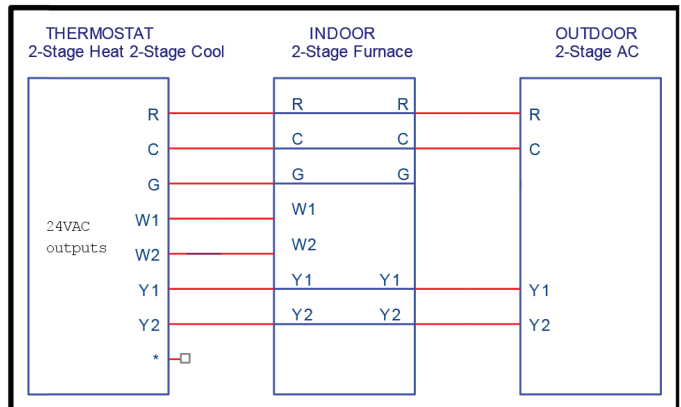 THERMOSTAT
2-Stage Heat 2-Stage Cool
INDOOR
2-Stage Furnace
OUTDOOR
2-Stage AC
R
C
G
W1
W2
Y1
Y2
*
24VAC
outputs
R R
C C
G G
W1
W2
Y1 Y1
Y2 Y2
R
C
Y1
Y2